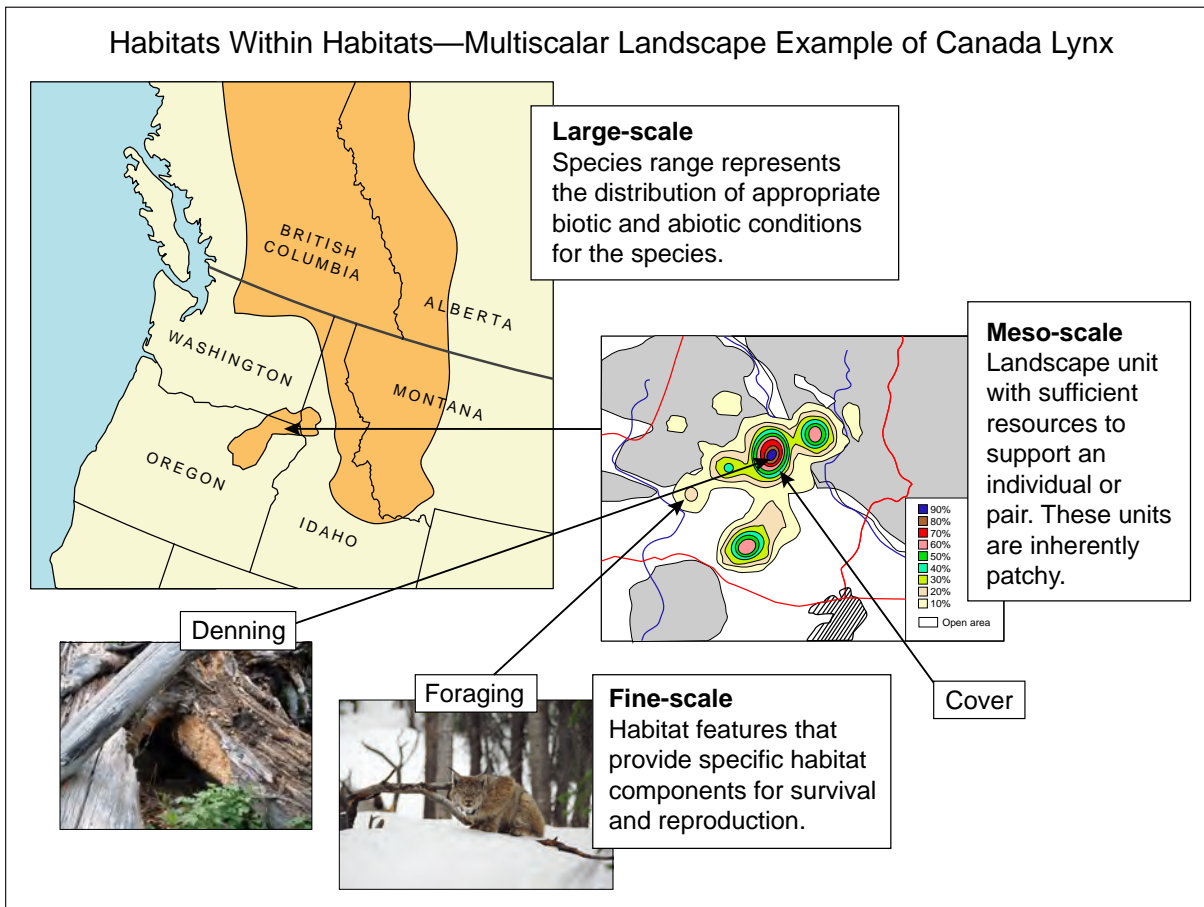 Habitats Within Habitats—Multiscalar Landscape Example of Canada Lynx
BRITISH
COLUMBIA
ALBERTA
WASHINGTON
MONTANA
OREGON
IDAHO
Large-scale
Species range represents
the distribution of appropriate
biotic and abiotic conditions
for the species.
Meso-scale
Landscape unit
with sufficient
resources to
support an
individual or
pair. These units
are inherently
patchy.
90%
80%
70%
60%
50%
40%
30%
20%
10%
Open area
Denning
Foraging
Cover
Fine-scale
Habitat features that
provide specific habitat
components for survival
and reproduction.